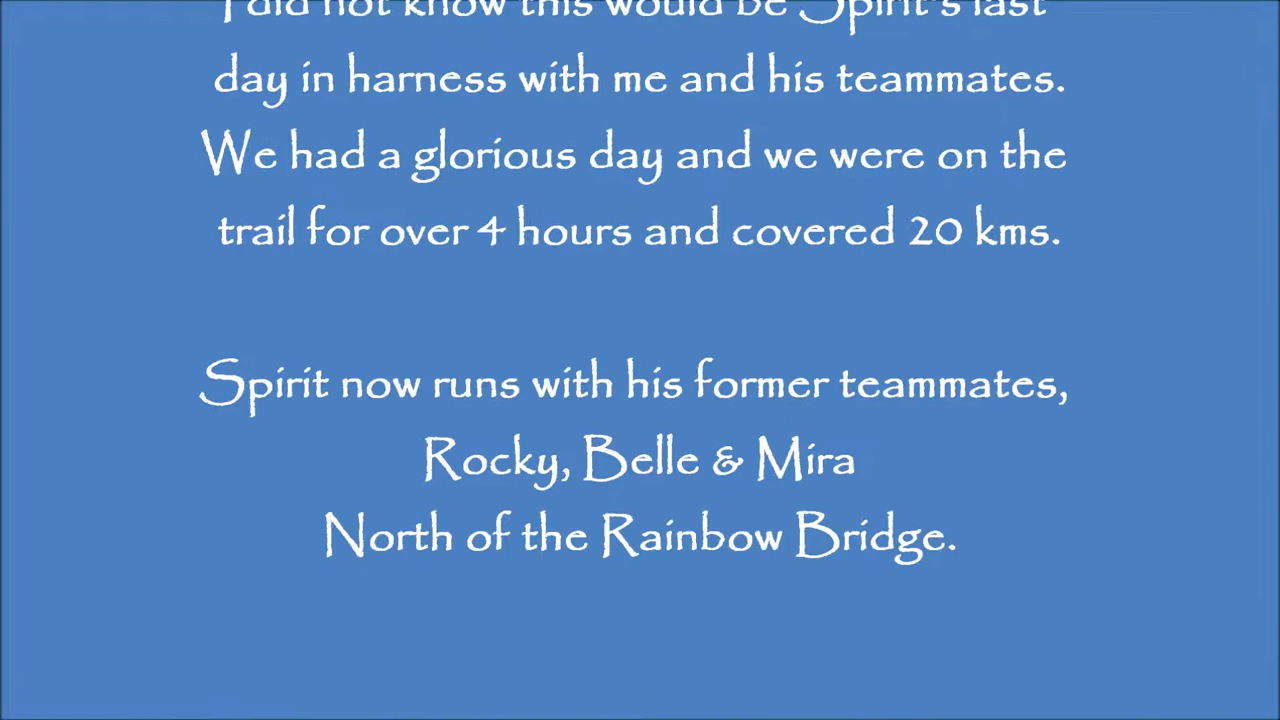 I did not know this would be Spirit's last
day in harness with me and his teammates.
We had a glorious day and we were on the
trail for over 4 hours and covered 20 kms.
Spirit now runs with his former teammates,
Rocky, Belle & Mira
North of the Rainbow Bridge.